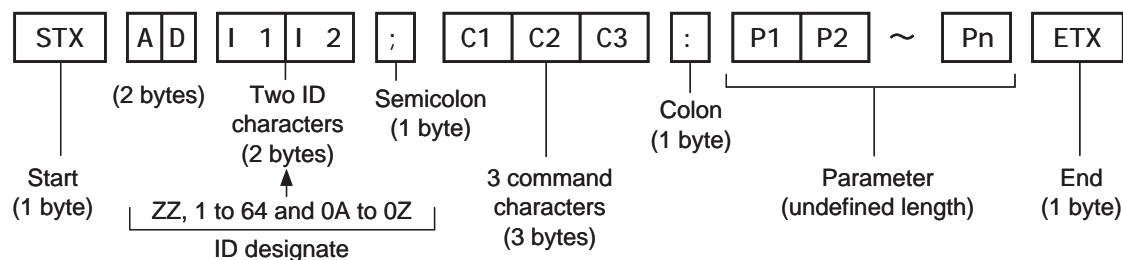 STX A D I 1 I 2 ; C1 C2 C3 : P1 P2 ～ Pn ETX
(2 bytes)
Two ID
characters
(2 bytes)
Semicolon
(1 byte)
Colon
(1 byte)
Start
(1 byte)
ZZ, 1 to 64 and 0A to 0Z
ID designate
3 command
characters
(3 bytes)
Parameter
(undefined length)
End
(1 byte)